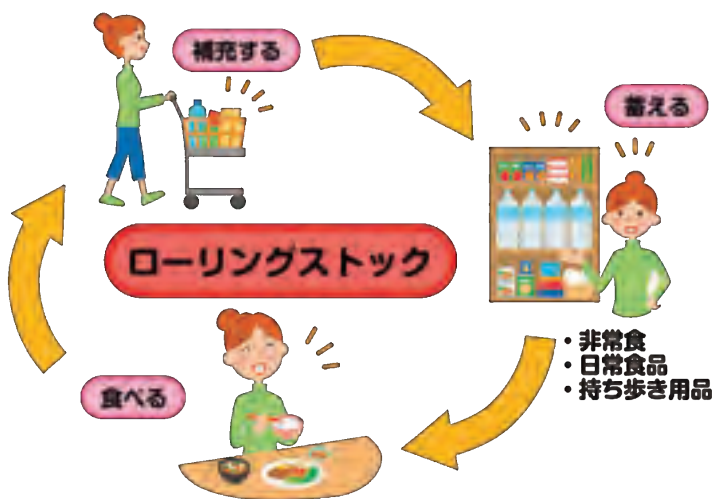 補充する
蓄える
ローリングストック
・非常食
・日常食品
・持ち歩き用品
食べる